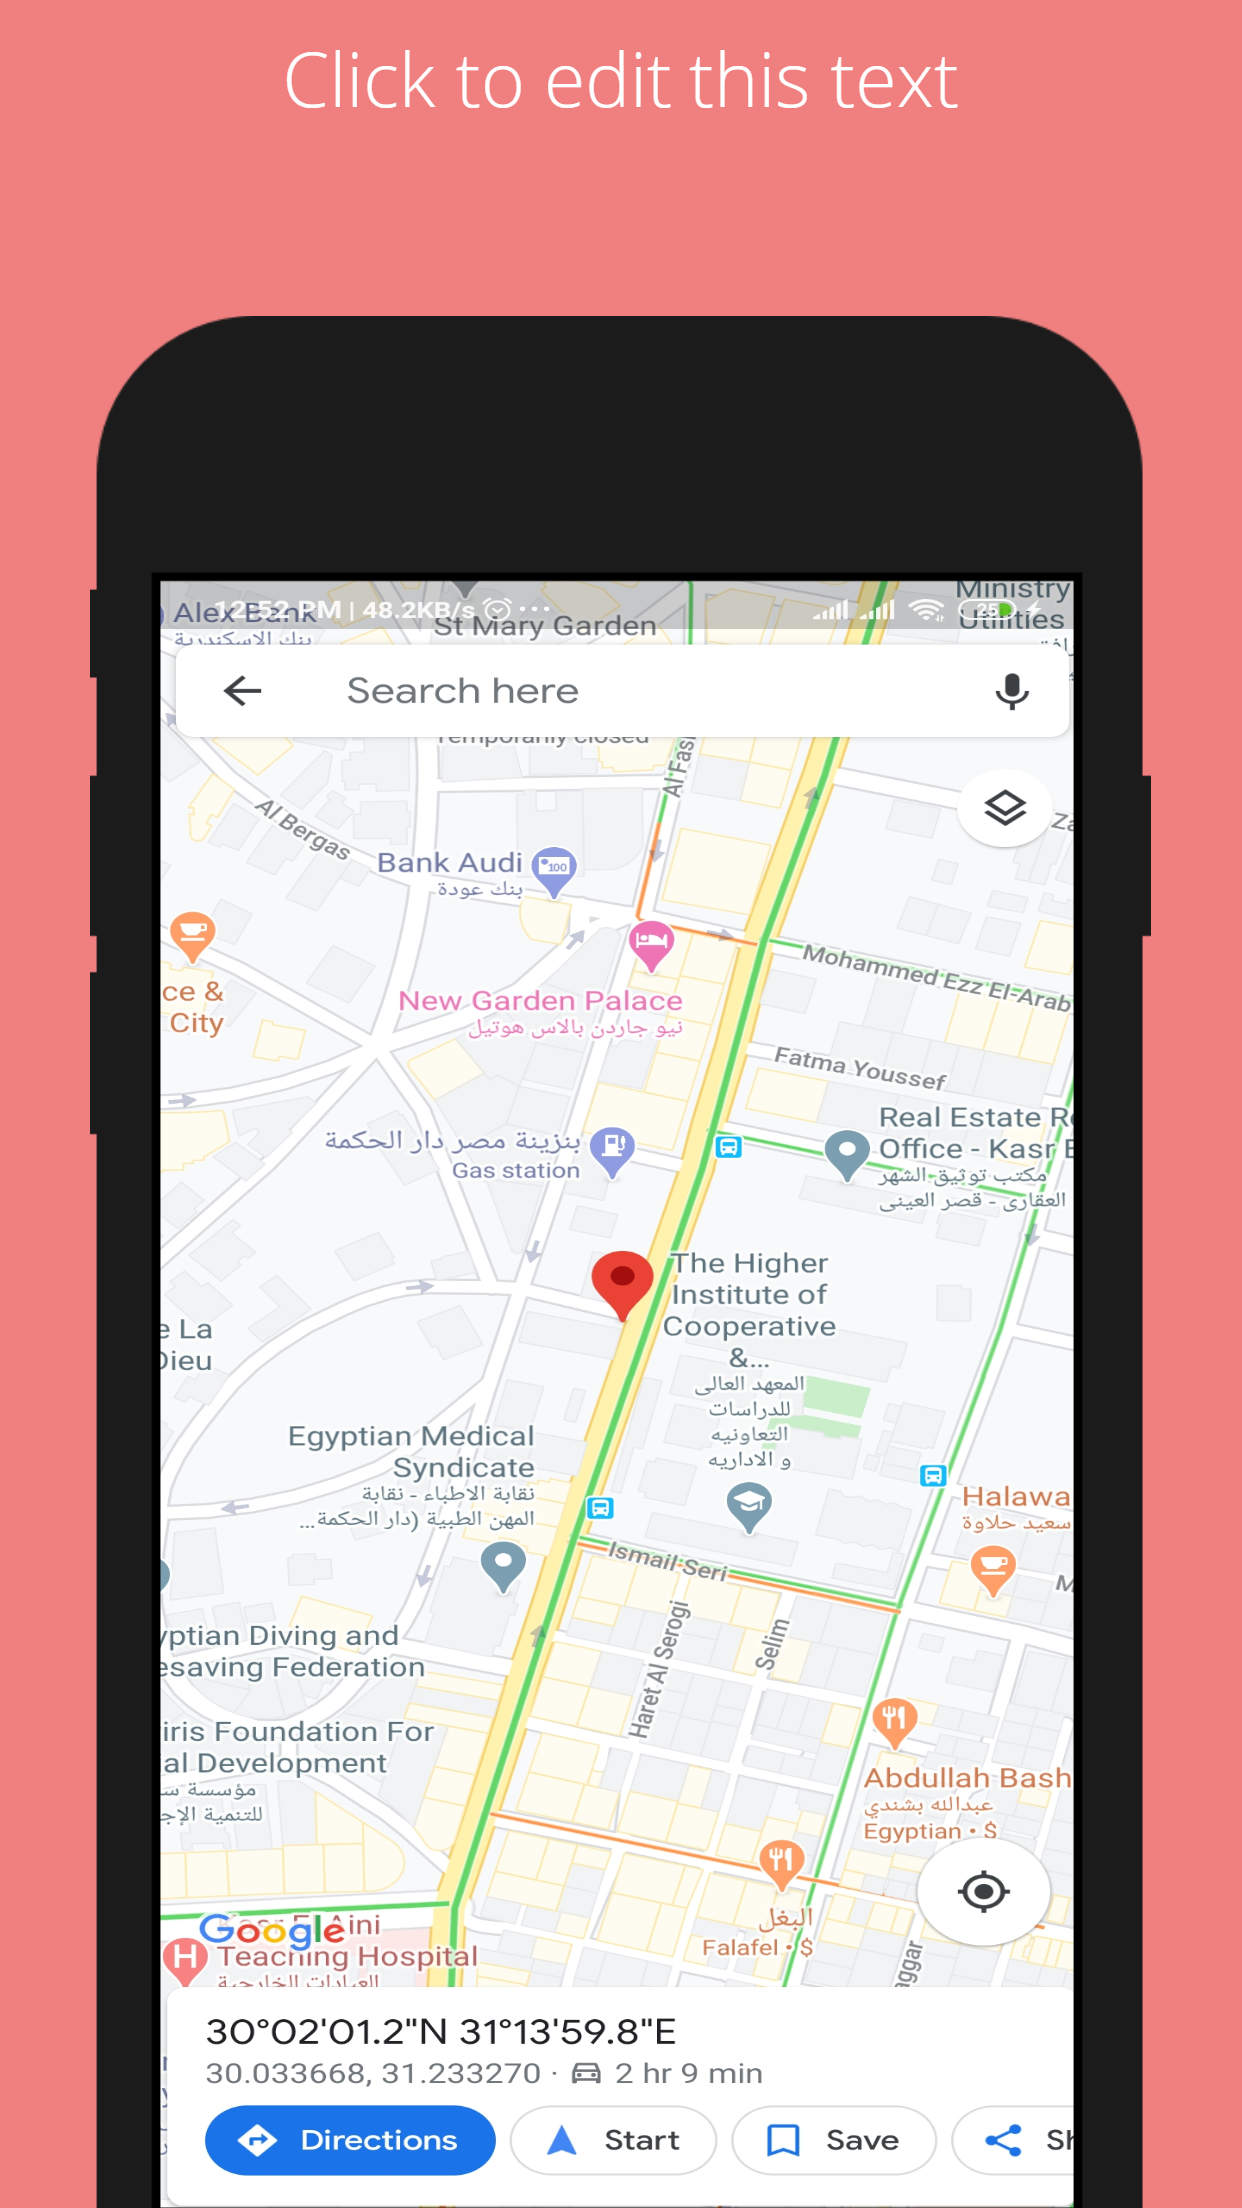 Click to edit this text
12:52 PM | 48.2KB/s ...
25
Alex Bank
بنك الاسكندرية
St Mary Garden
Ministry
Utilities
Search here
Temporarily closed
Al Bergas
Bank Audi
بنك عودة
100
ce &
City
New Garden Palace
نيو جاردن بالاس هوتيل
Mohammed Ezz El-Arab
Fatma Youssef
Real Estate
Office - Kasr
مكتب توثيق الشهر
العقارى - قصر العينى
بنزينة مصر دار الحكمة
Gas station
The Higher
Institute of
Cooperative
&...
المعهد العالى
للدراسات
التعاونيه
و الاداريه
e La
Dieu
Egyptian Medical
Syndicate
نقابة الاطباء - نقابة
المهن الطبية (دار الحكمة...
Halawa
سعيد حلاوة
Ismail Seri
Haret Al Serogi
Selim
yptian Diving and
esaving Federation
iris Foundation For
al Development
مؤسسة
للتنمية
Abdullah Bash
عبدالله بشندي
Egyptian • $
البغل
Falafel • $
aggar
Google
Kasr El Aini
H
Teaching Hospital
العيادات الخارجية
30°02'01.2"N 31°13'59.8"E
30.033668, 31.233270 · 2 hr 9 min
Directions
Start
Save
Sh